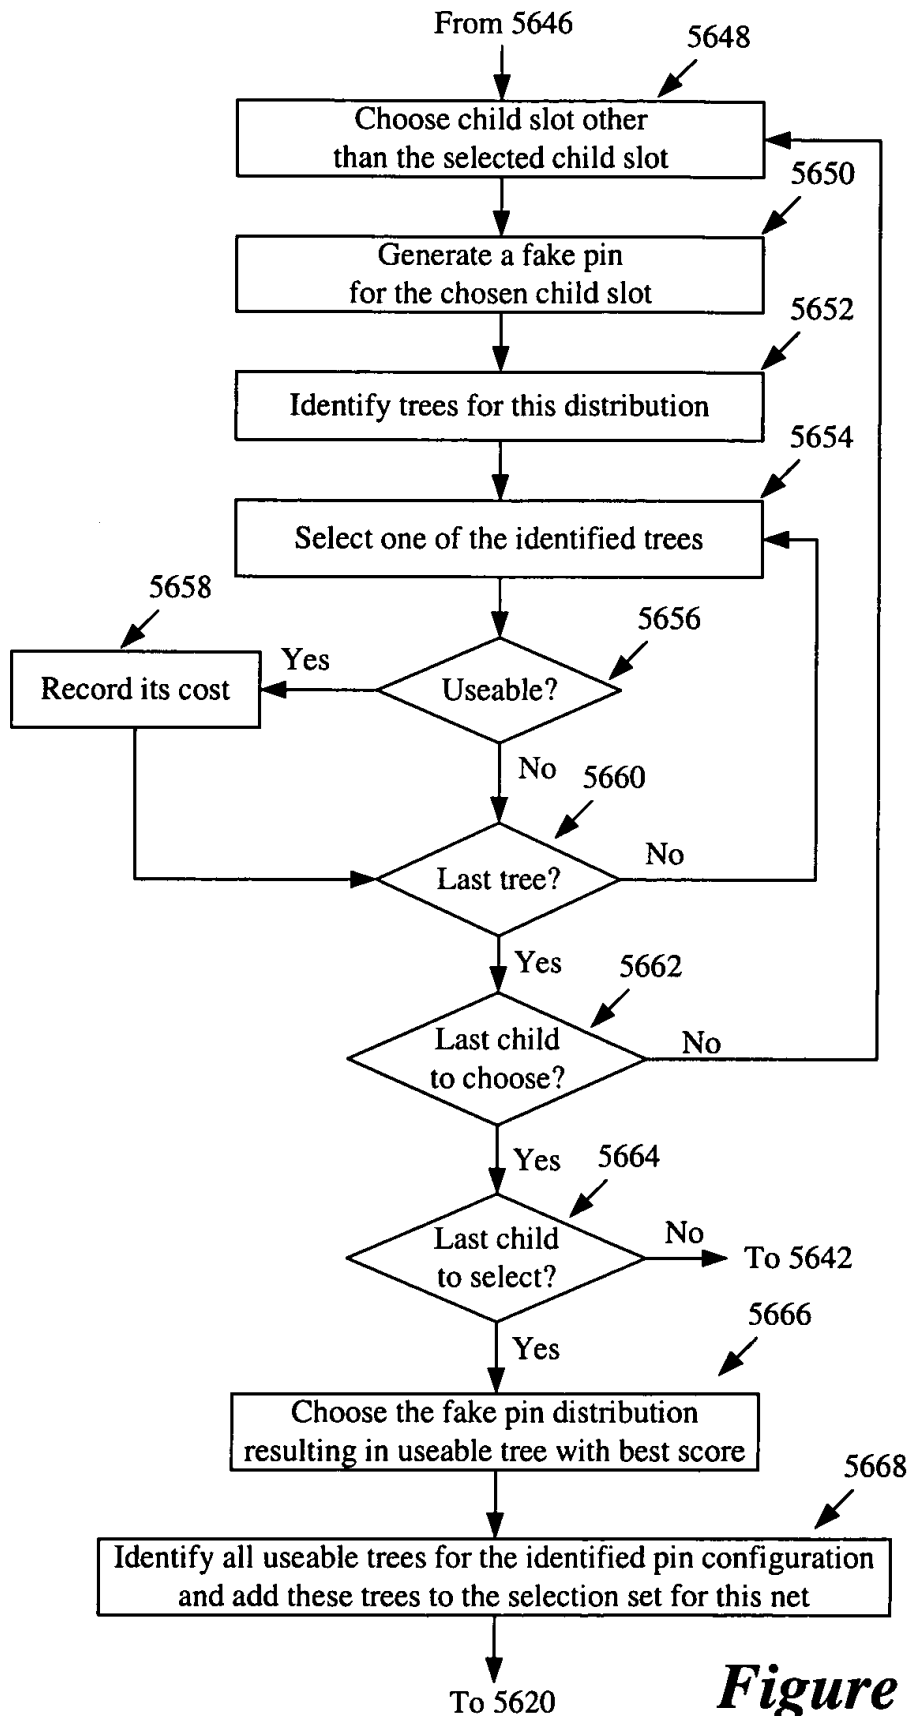 From 5646
5648
Choose child slot other
than the selected child slot
5650
Generate a fake pin
for the chosen child slot
5652
Identify trees for this distribution
5654
Select one of the identified trees
5658
5656
Yes
Record its cost
Useable?
No
5660
Last tree?
No
Yes
5662
Last child
to choose?
No
Yes
5664
Last child
to select?
No
To 5642
5666
Yes
Choose the fake pin distribution
resulting in useable tree with best score
5668
Identify all useable trees for the identified pin configuration
and add these trees to the selection set for this net
To 5620
Figure